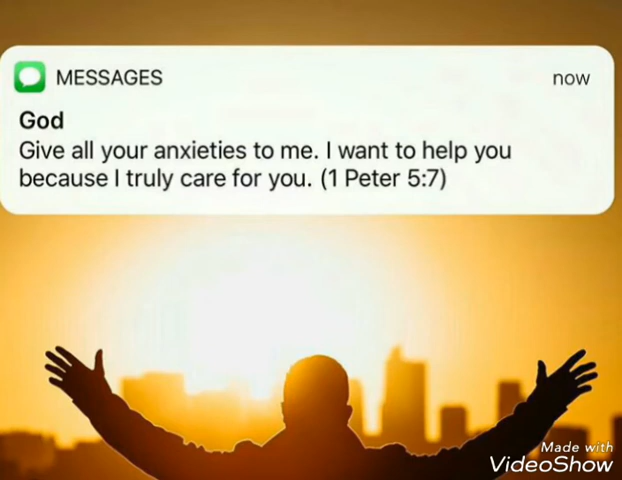 MESSAGES
now
God
Give all your anxieties to me. I want to help you
because I truly care for you. (1 Peter 5:7)
Made with
VideoShow